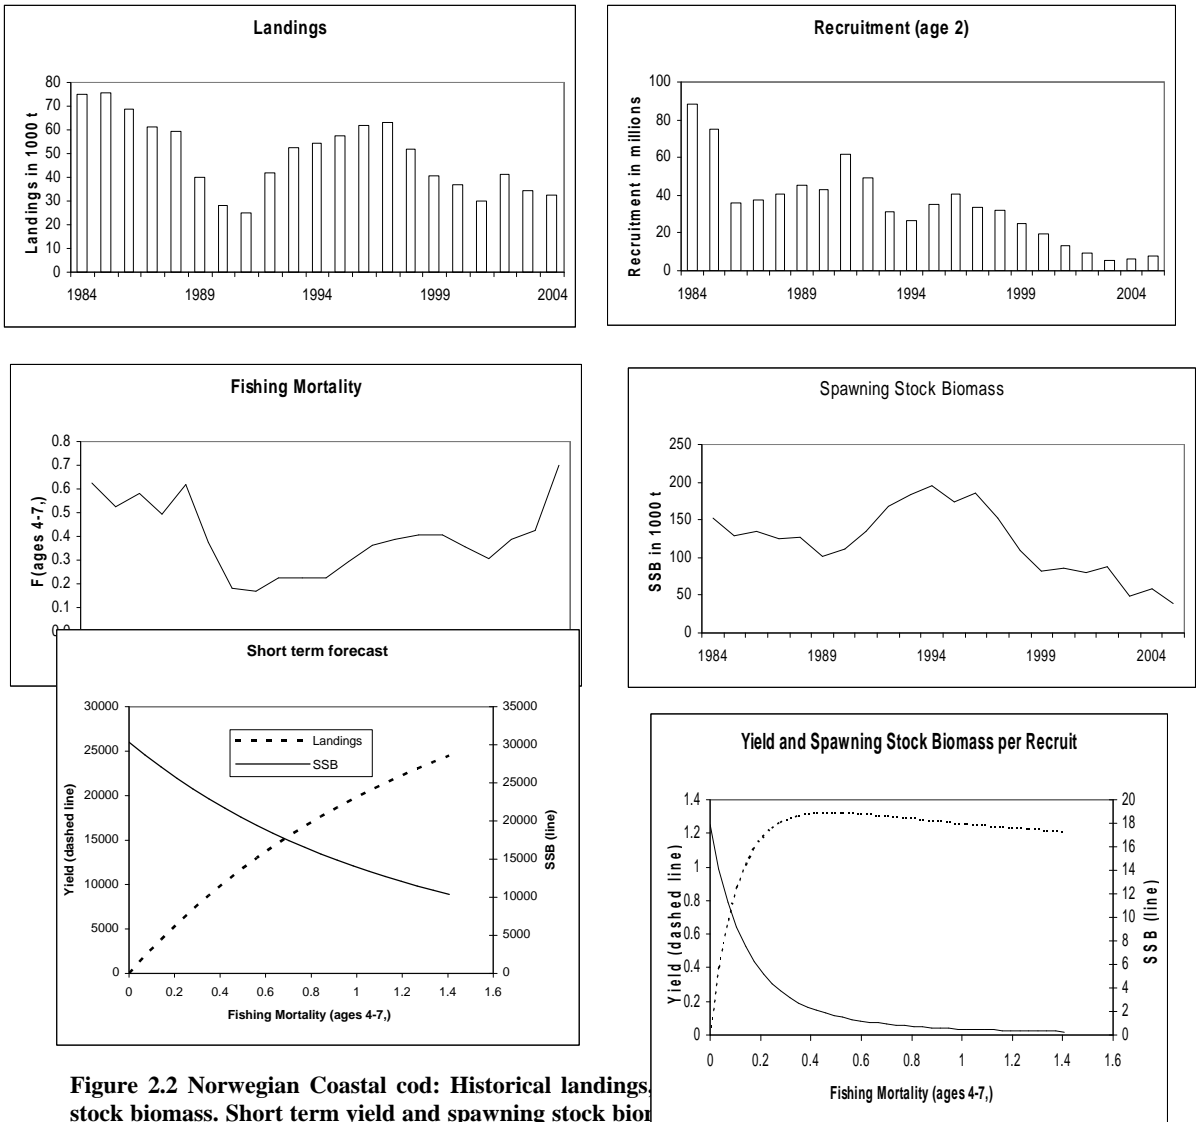 Landings
Landings in 1000 t
80
70
60
50
40
30
20
10
0
1984 1989 1994 1999 2004
Recruitment (age 2)
Recruitment in millions
100
80
60
40
20
0
1984 1989 1994 1999 2004
Fishing Mortality
F (ages 4-7,)
0.8
0.7
0.6
0.5
0.4
0.3
0.2
0.1
Spawning Stock Biomass
SSB in 1000 t
250
200
150
100
50
0
1984 1989 1994 1999 2004
Short term forecast
Yield (dashed line)
30000
25000
20000
15000
10000
5000
0
Landings
SSB
35000
30000
25000
20000
15000
10000
5000
0
SSB (line)
0 0.2 0.4 0.6 0.8 1 1.2 1.4 1.6
Fishing Mortality (ages 4-7,)
Yield and Spawning Stock Biomass per Recruit
Yield (dashed line)
1.4
1.2
1
0.8
0.6
0.4
0.2
0
20
18
16
14
12
10
8
6
4
2
0
SSB (line)
0 0.2 0.4 0.6 0.8 1 1.2 1.4 1.6
Fishing Mortality (ages 4-7,)
Figure 2.2 Norwegian Coastal cod: Historical landings,
stock biomass. Short term yield and spawning stock